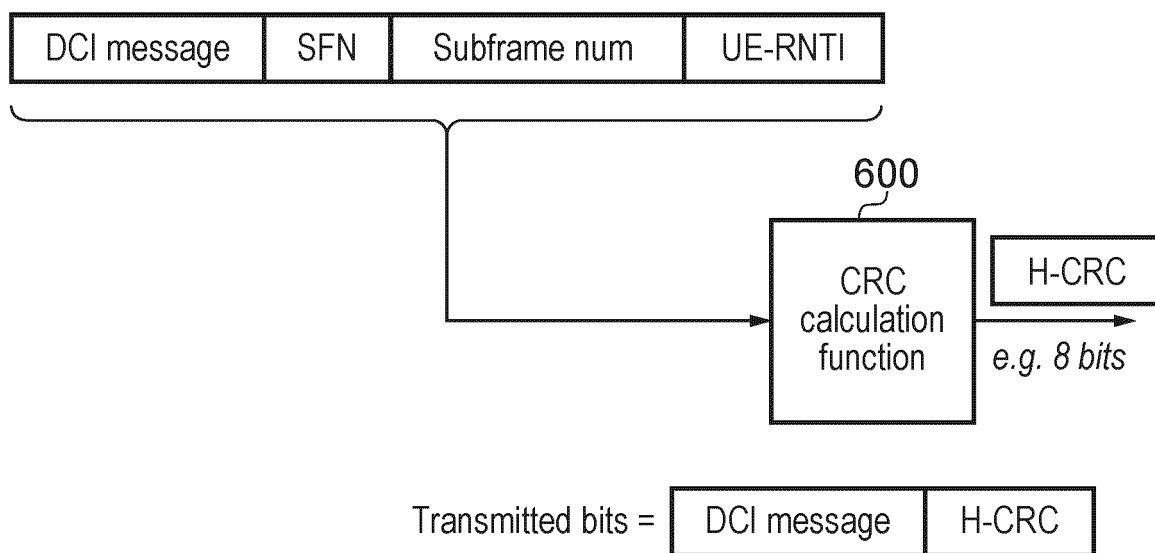 DCI message SFN Subframe num UE-RNTI
600
CRC
calculation
function
H-CRC
e.g. 8 bits
Transmitted bits = DCI message H-CRC